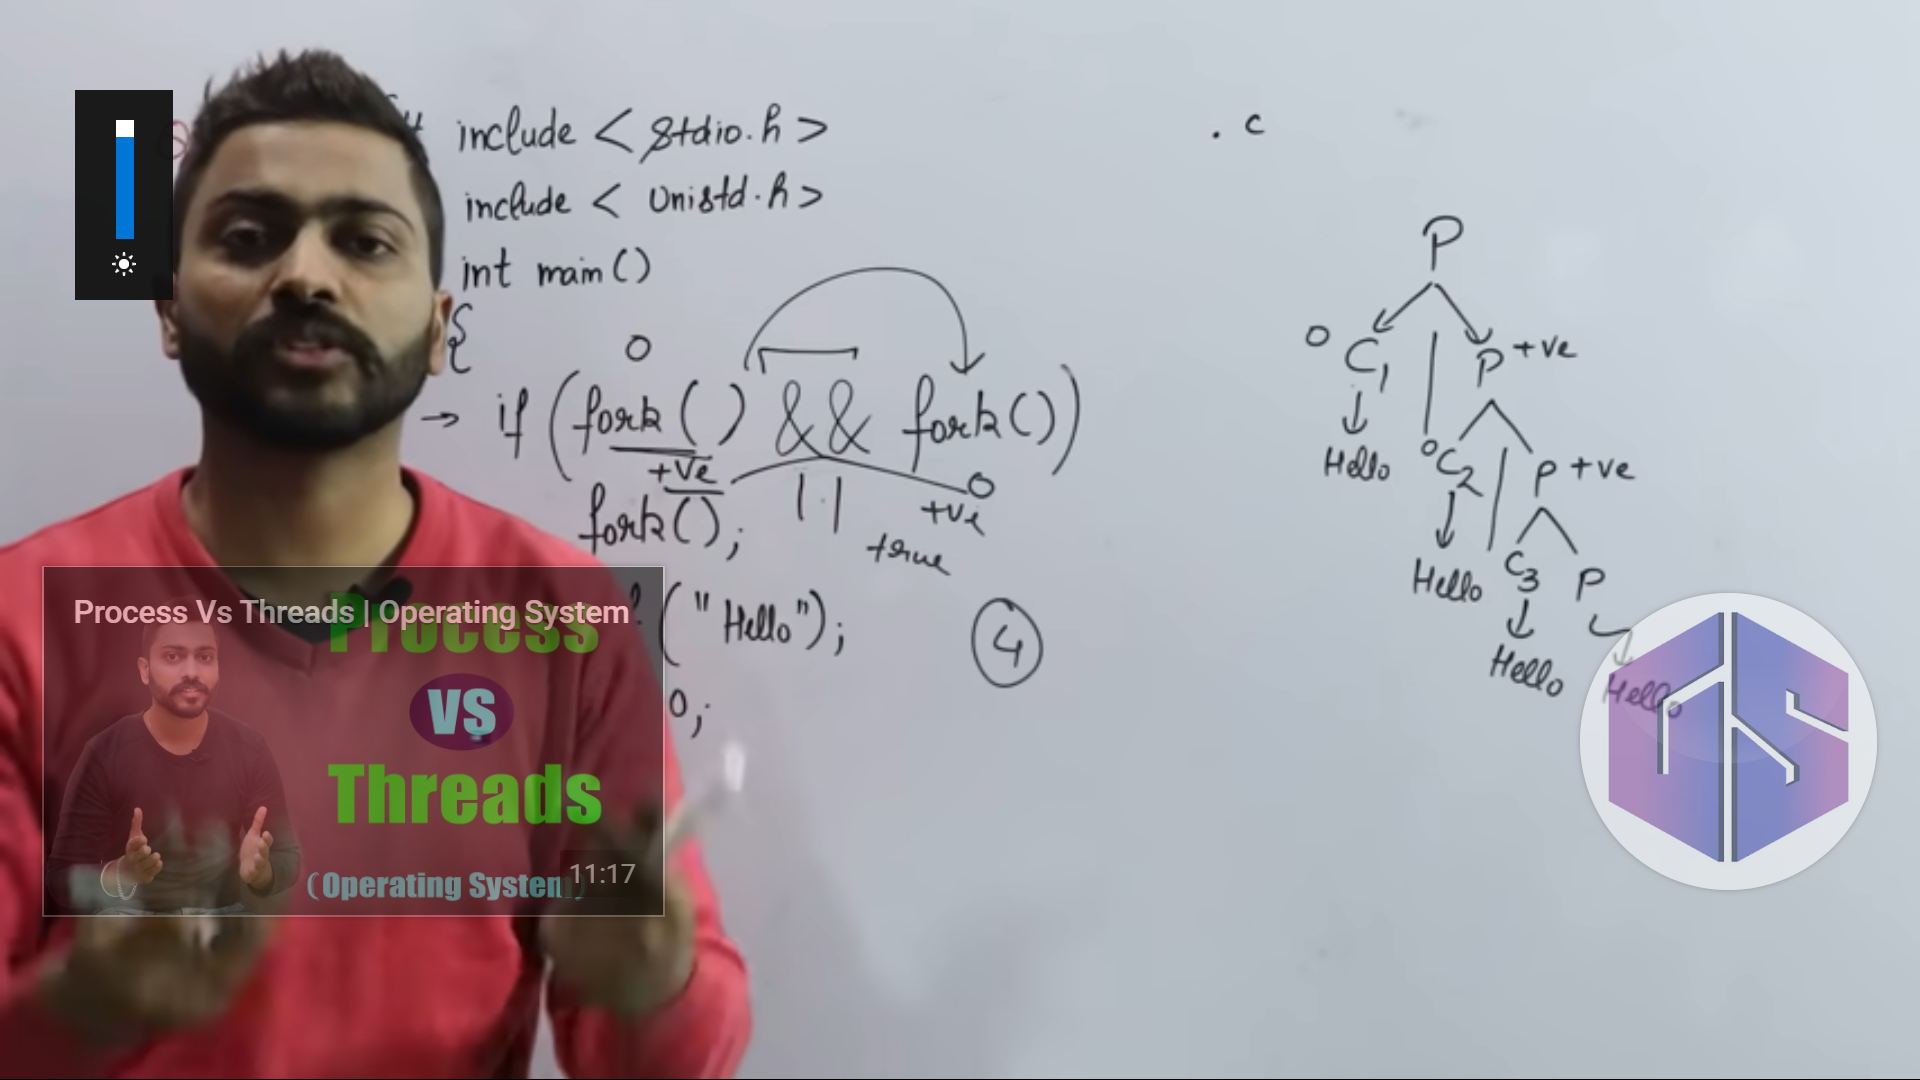 # include < stdio.h >
include < unistd.h >
int main ()
{
0
→ if (fork () && fork())
+ve
0
+ve
1.1
true
fork();
("Hello");
0;
4
. c
P
0 C1
P +ve
Hello
0 C2
P +ve
Hello
C3
P
Hello
Hello
Process Vs Threads | Operating System
Process
VS
Threads
(Operating System)
11:17